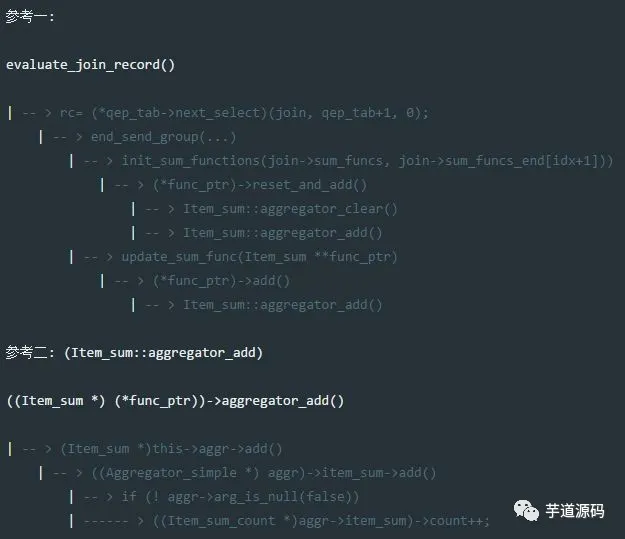 参考一:
evaluate_join_record()
| -- > rc= (*qep_tab->next_select)(join, qep_tab+1, 0);
| -- > end_send_group(...)
| -- > init_sum_functions(join->sum_funcs, join->sum_funcs_end[idx+1]))
| -- > (*func_ptr)->reset_and_add()
| -- > Item_sum::aggregator_clear()
| -- > Item_sum::aggregator_add()
| -- > update_sum_func(Item_sum **func_ptr)
| -- > (*func_ptr)->add()
| -- > Item_sum::aggregator_add()
参考二: (Item_sum::aggregator_add)
((Item_sum *) (*func_ptr))->aggregator_add()
| -- > (Item_sum *)this->aggr->add()
| -- > ((Aggregator_simple *) aggr)->item_sum->add()
| -- > if (! aggr->arg_is_null(false))
| ------ > ((Item_sum_count *)aggr->item_sum)->count++;
芋道源码